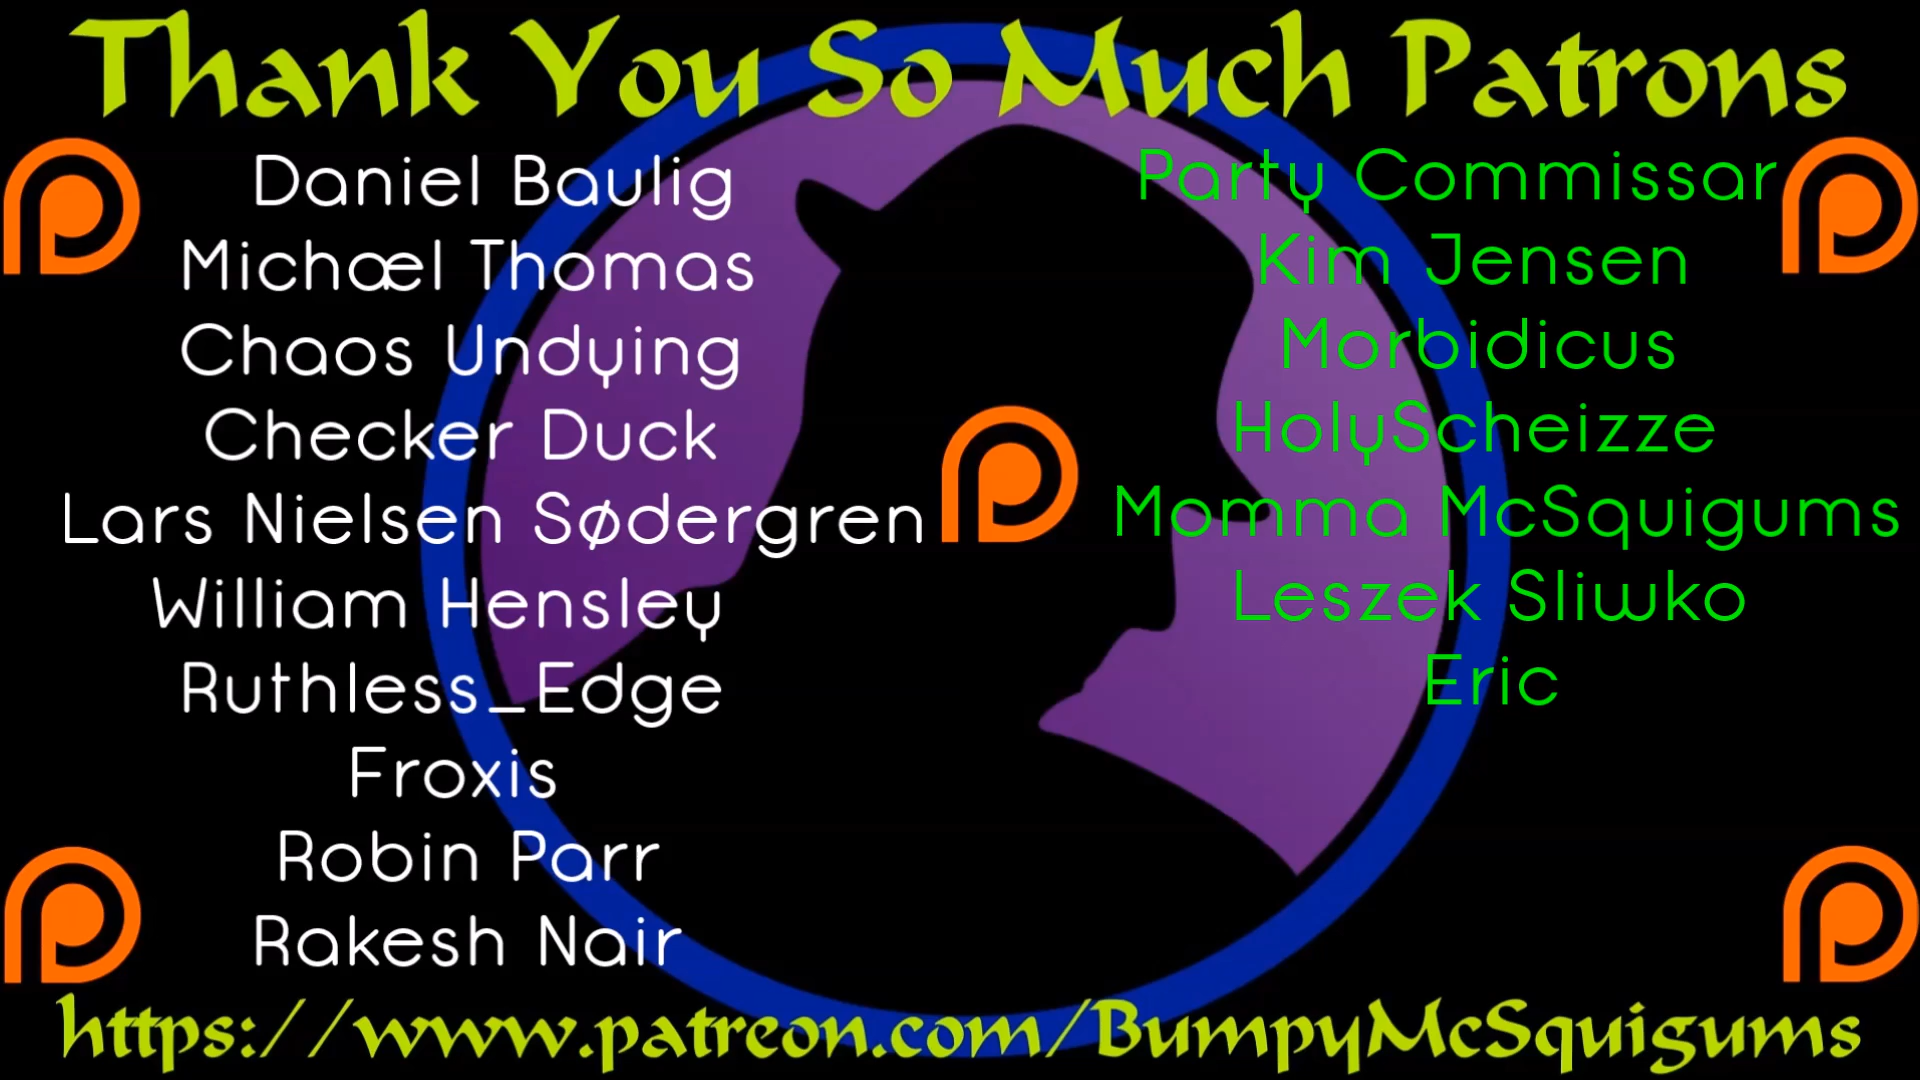 Thank You So Much Patrons
Daniel Baulig
Michael Thomas
Chaos Undying
Checker Duck
Lars Nielsen Sødergren
William Hensley
Ruthless_Edge
Froxis
Robin Parr
Rakesh Nair
Party Commissar
Kim Jensen
Morbidicus
HolyScheizze
Momma McSquigums
Leszek Sliwko
Eric
https://www.patreon.com/BumpyMcSquigums